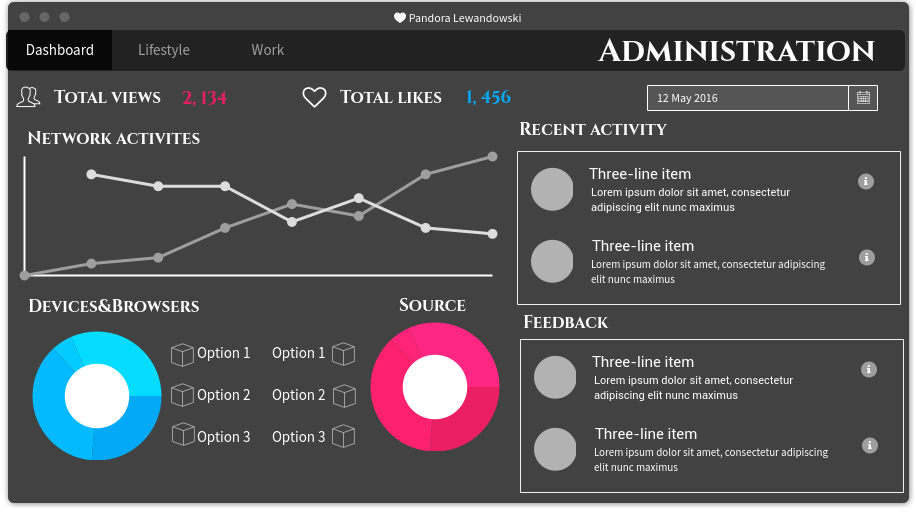 Pandora Lewandowski
Dashboard
Lifestyle
Work
Administration
Total views
2, 134
Total likes
1, 456
12 May 2016
Network activites
Recent activity
Three-line item
Lorem ipsum dolor sit amet, consectetur
adipiscing elit nunc maximus
Three-line item
Lorem ipsum dolor sit amet, consectetur adipiscing
elit nunc maximus
Devices&Browsers
Option 1
Option 2
Option 3
Source
Option 1
Option 2
Option 3
Feedback
Three-line item
Lorem ipsum dolor sit amet, consectetur
adipiscing elit nunc maximus
Three-line item
Lorem ipsum dolor sit amet, consectetur adipiscing
elit nunc maximus